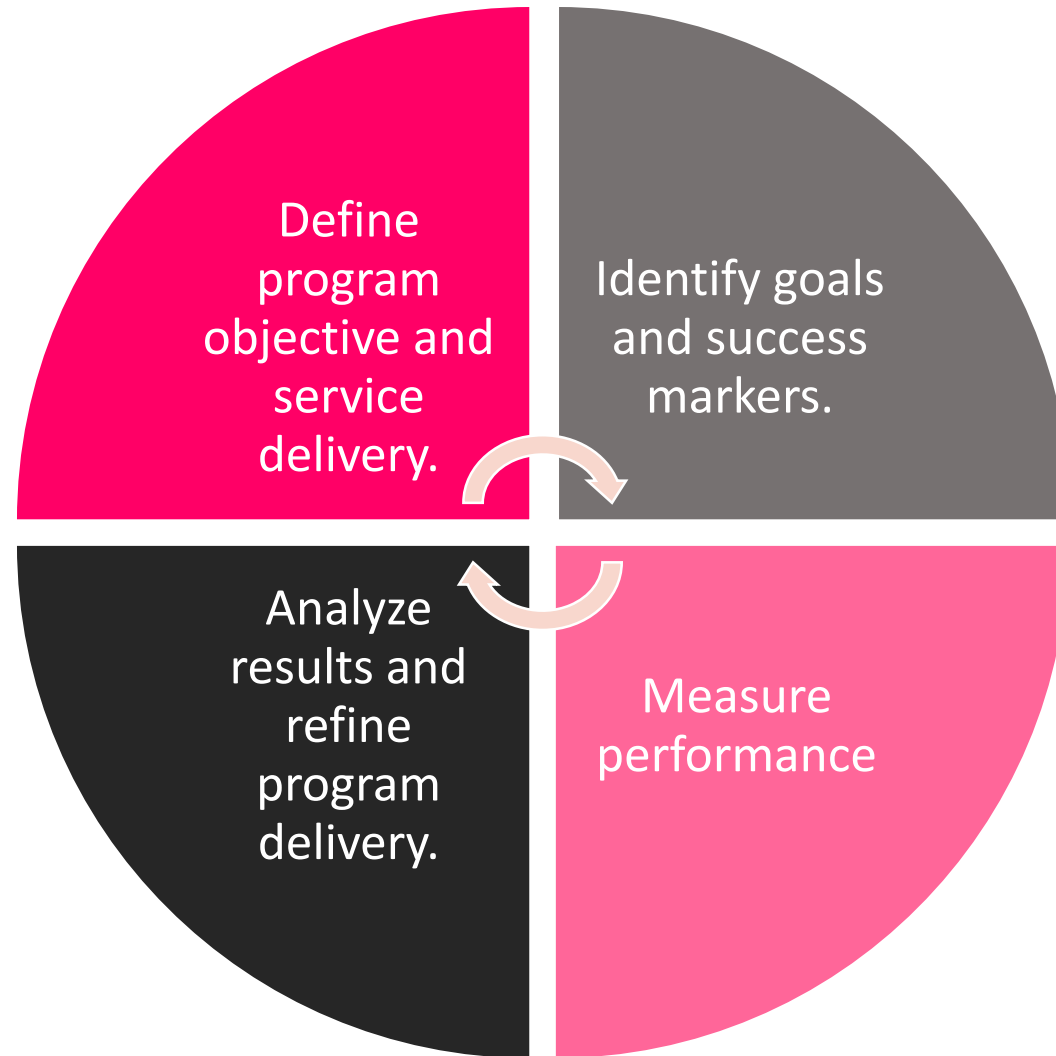 Define
program
objective and
service
delivery.
Identify goals
and success
markers.
Measure
performance
Analyze
results and
refine
program
delivery.